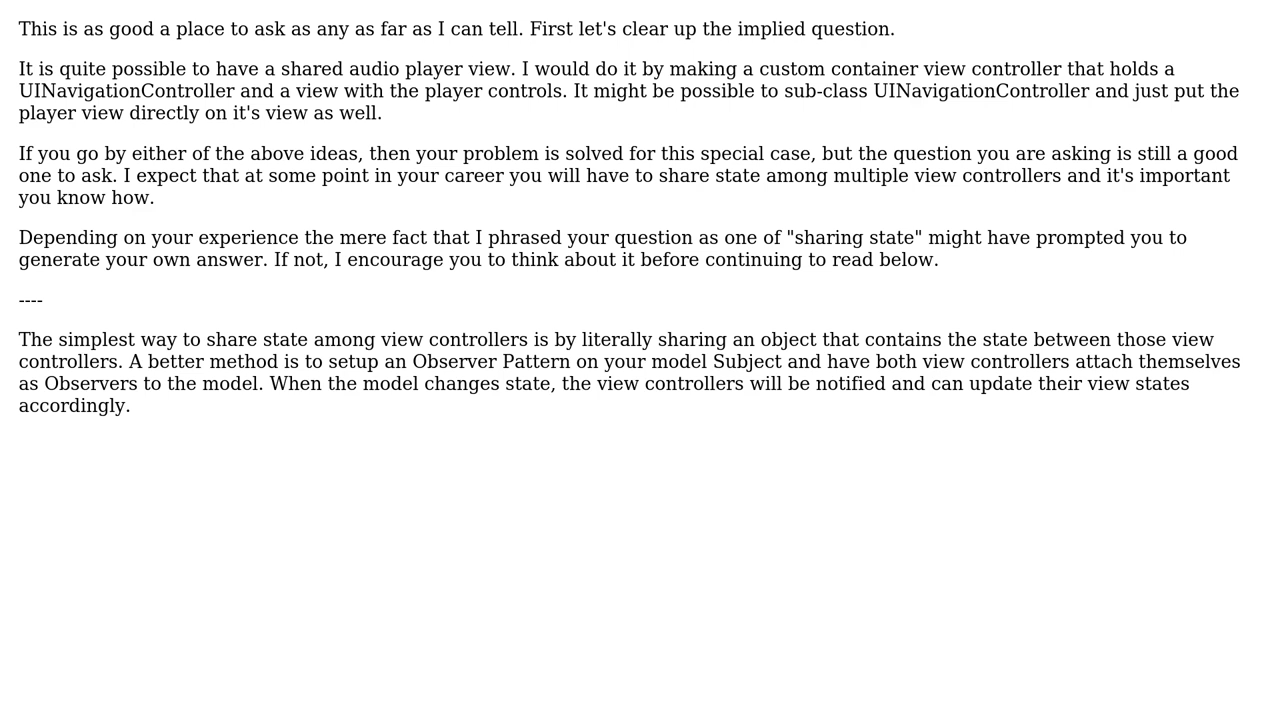 This is as good a place to ask as any as far as I can tell. First let's clear up the implied question.
It is quite possible to have a shared audio player view. I would do it by making a custom container view controller that holds a
UINavigationController and a view with the player controls. It might be possible to sub-class UINavigationController and just put the
player view directly on it's view as well.
If you go by either of the above ideas, then your problem is solved for this special case, but the question you are asking is still a good
one to ask. I expect that at some point in your career you will have to share state among multiple view controllers and it's important
you know how.
Depending on your experience the mere fact that I phrased your question as one of "sharing state" might have prompted you to
generate your own answer. If not, I encourage you to think about it before continuing to read below.
----
The simplest way to share state among view controllers is by literally sharing an object that contains the state between those view
controllers. A better method is to setup an Observer Pattern on your model Subject and have both view controllers attach themselves
as Observers to the model. When the model changes state, the view controllers will be notified and can update their view states
accordingly.